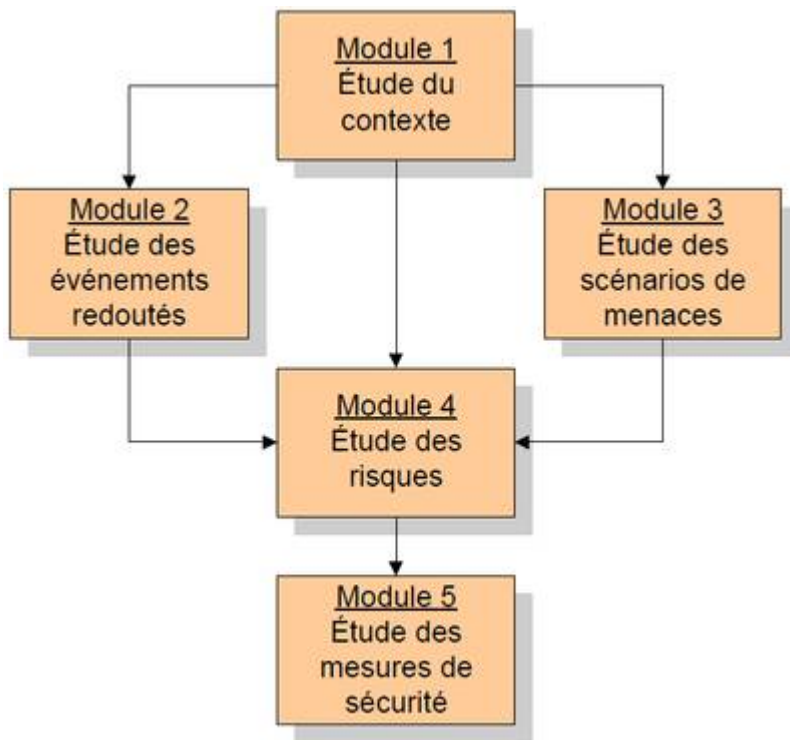 Module 1
Étude du
contexte
Module 2
Étude des
événements
redoutés
Module 3
Étude des
scénarios de
menaces
Module 4
Étude des
risques
Module 5
Étude des
mesures de
sécurité